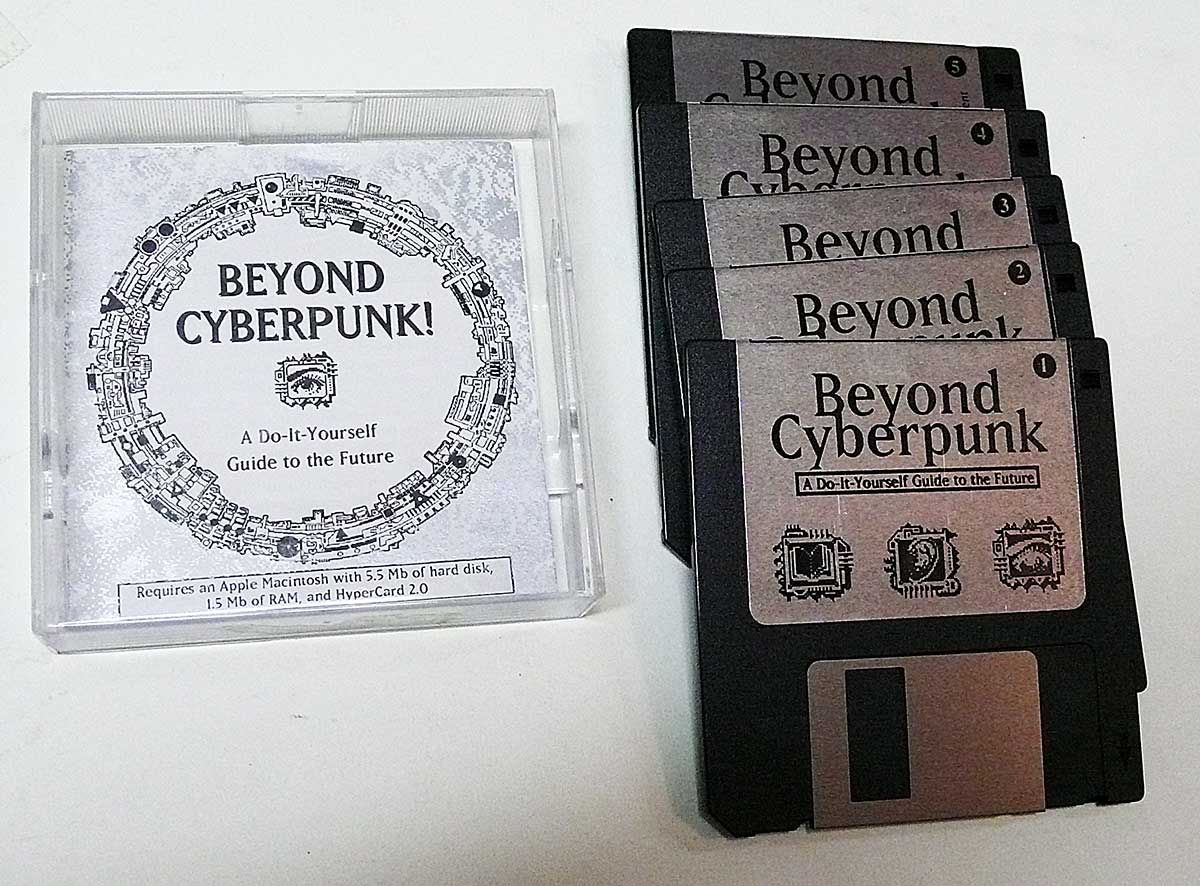 BEYOND
CYBERPUNK!
A Do-It-Yourself
Guide to the Future
Requires an Apple Macintosh with 5.5 Mb of hard disk,
1.5 Mb of RAM, and HyperCard 2.0
5
Beyond
4
Beyond
Cyberpunk
3
Beyond
2
Beyond
Cyberpunk
1
Beyond
Cyberpunk
A Do-It-Yourself Guide to the Future